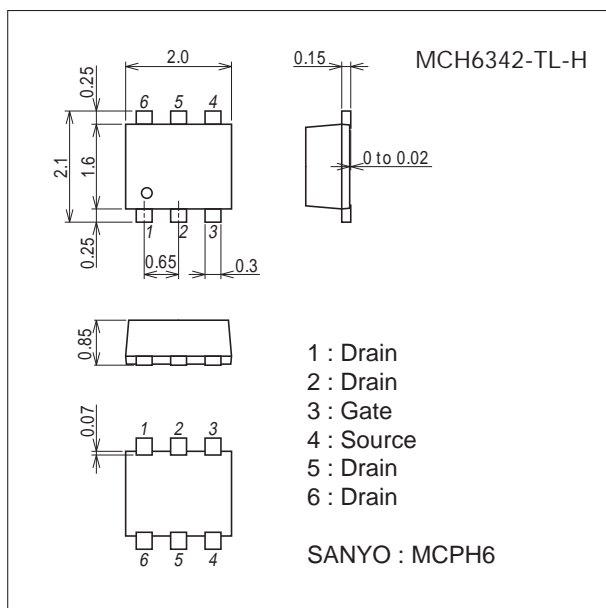 MCH6342-TL-H
2.0
0.15
0.25
6 5 4
2.1
1.6
0 to 0.02
0.25
1 2 3
0.65
0.3
0.85
1 : Drain
2 : Drain
3 : Gate
4 : Source
5 : Drain
6 : Drain
0.07
1 2 3
6 5 4
SANYO : MCPH6